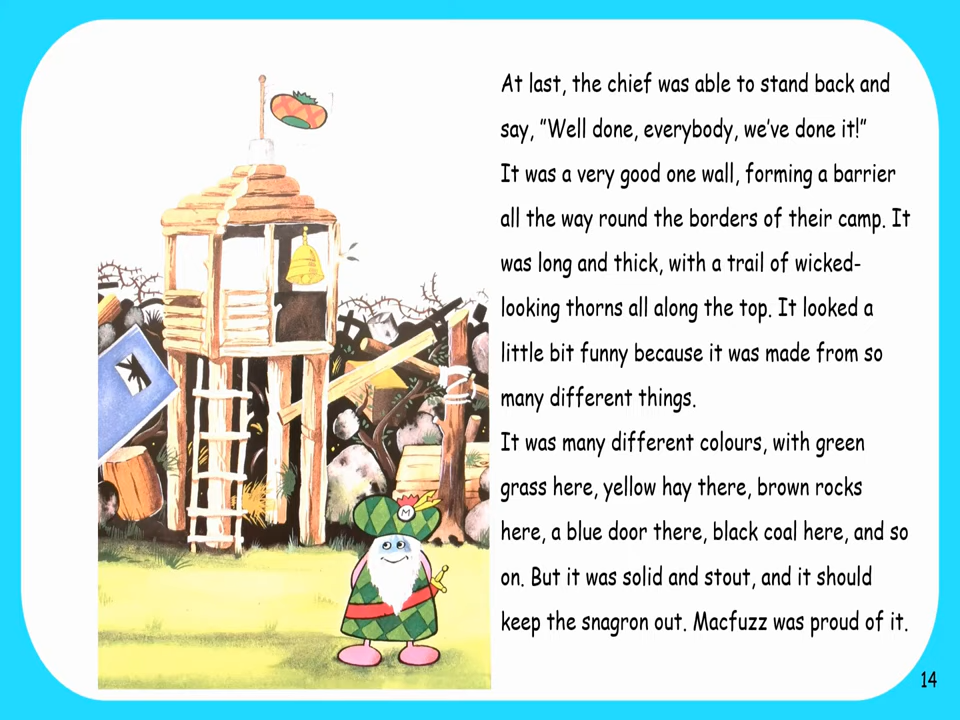 At last, the chief was able to stand back and
say, "Well done, everybody, we've done it!"
It was a very good one wall, forming a barrier
all the way round the borders of their camp. It
was long and thick, with a trail of wicked-
looking thorns all along the top. It looked a
little bit funny because it was made from so
many different things.
It was many different colours, with green
grass here, yellow hay there, brown rocks
here, a blue door there, black coal here, and so
on. But it was solid and stout, and it should
keep the snagron out. Macfuzz was proud of it.
M
14